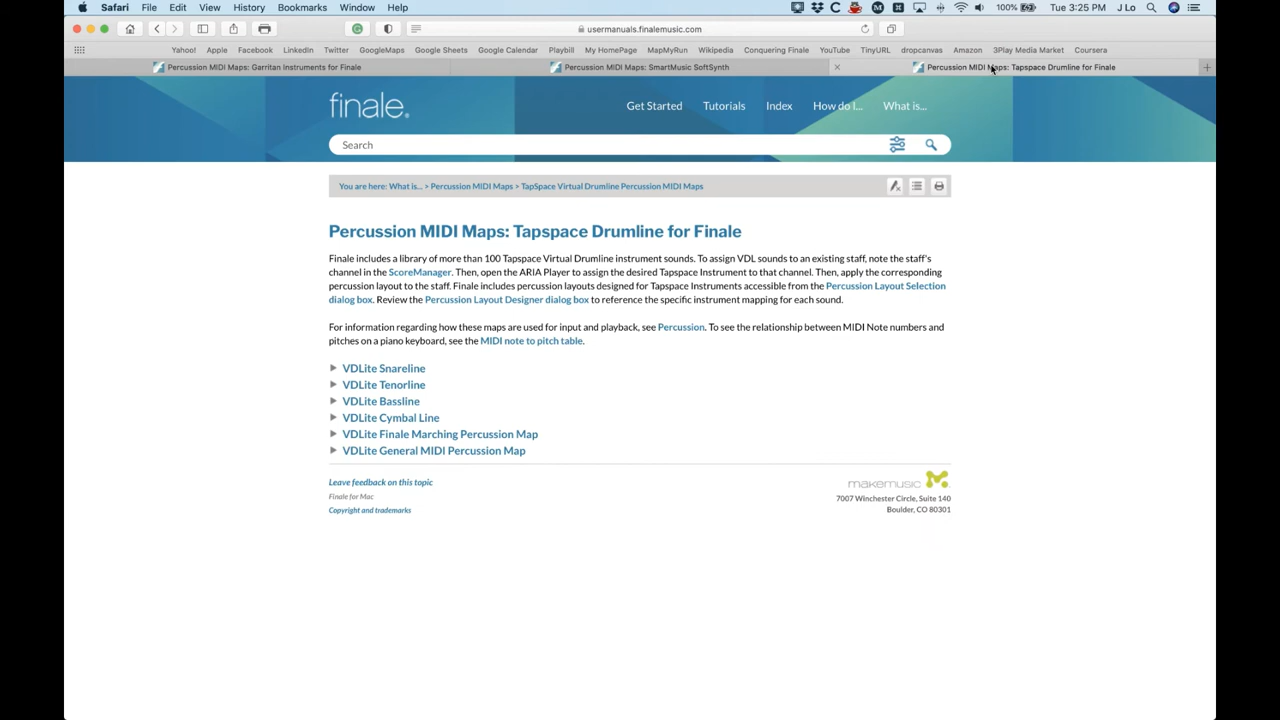 Safari File Edit View History Bookmarks Window Help 100% Tue 3:25 PM J Lo
usermanuals.finalemusic.com
Yahoo! Apple Facebook LinkedIn Twitter GoogleMaps Google Sheets Google Calendar Playbill My HomePage MapMyRun Wikipedia Conquering Finale YouTube TinyURL dropcanvas Amazon 3Play Media Market Coursera
Percussion MIDI Maps: Garritan Instruments for Finale Percussion MIDI Maps: SmartMusic SoftSynth Percussion MIDI Maps: Tapspace Drumline for Finale
finale. Get Started Tutorials Index How do I... What is...
Search
You are here: What is... > Percussion MIDI Maps > TapSpace Virtual Drumline Percussion MIDI Maps
Percussion MIDI Maps: Tapspace Drumline for Finale
Finale includes a library of more than 100 Tapspace Virtual Drumline instrument sounds. To assign VDL sounds to an existing staff, note the staff's
channel in the ScoreManager. Then, open the ARIA Player to assign the desired Tapspace Instrument to that channel. Then, apply the corresponding
percussion layout to the staff. Finale includes percussion layouts designed for Tapspace Instruments accessible from the Percussion Layout Selection
dialog box. Review the Percussion Layout Designer dialog box to reference the specific instrument mapping for each sound.
For information regarding how these maps are used for input and playback, see Percussion. To see the relationship between MIDI Note numbers and
pitches on a piano keyboard, see the MIDI note to pitch table.
VDLite Snareline
VDLite Tenorline
VDLite Bassline
VDLite Cymbal Line
VDLite Finale Marching Percussion Map
VDLite General MIDI Percussion Map
Leave feedback on this topic
Finale for Mac
Copyright and trademarks
makemusic
7007 Winchester Circle, Suite 140
Boulder, CO 80301